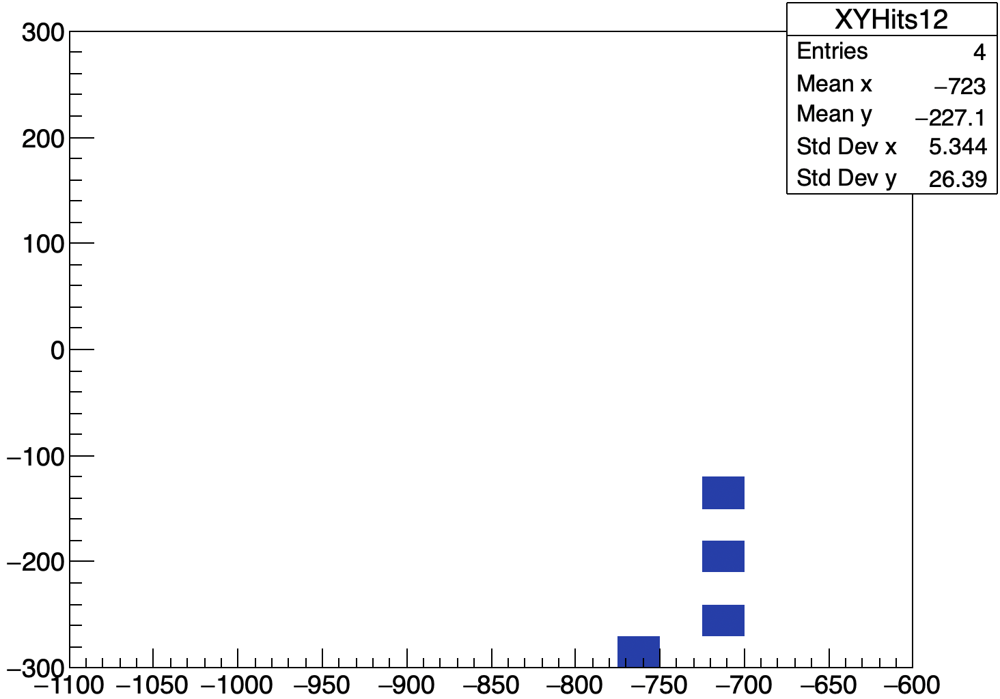 XYHits12
Entries 4
Mean x −723
Mean y −227.1
Std Dev x 5.344
Std Dev y 26.39
300
200
100
0
−100
−200
−300
−1100 −1050 −1000 −950 −900 −850 −800 −750 −700 −650 −600